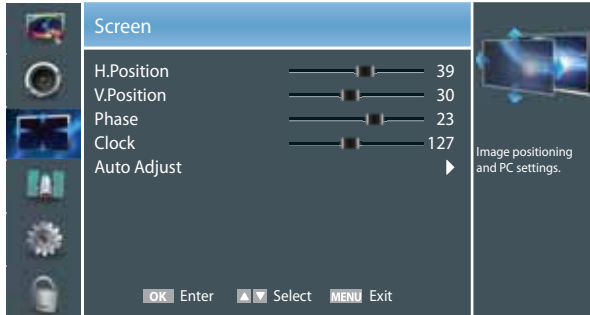 Screen
H.Position 39
V.Position 30
Phase 23
Clock 127
Auto Adjust
Image positioning
and PC settings.
OK Enter ▲▼ Select MENU Exit